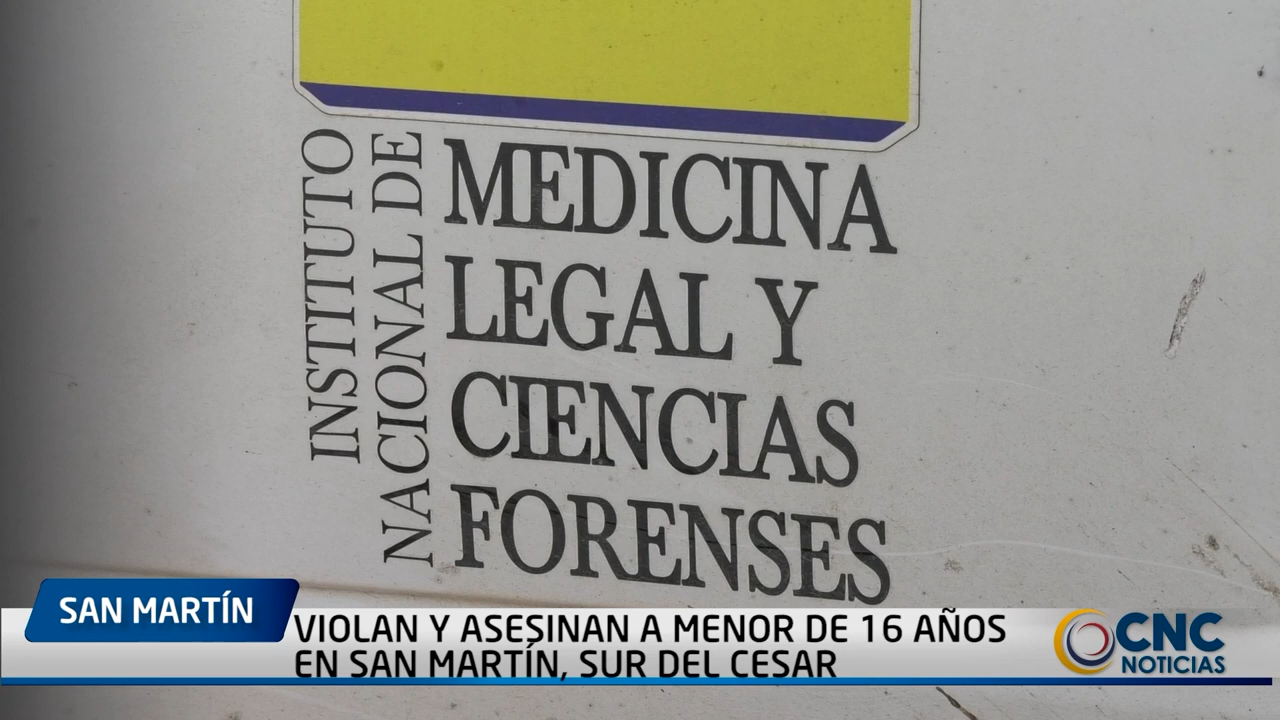 INSTITUTO
NACIONAL DE
MEDICINA
LEGAL Y
CIENCIAS
FORENSES
SAN MARTÍN
VIOLAN Y ASESINAN A MENOR DE 16 AÑOS
EN SAN MARTÍN, SUR DEL CESAR
CNC
NOTICIAS